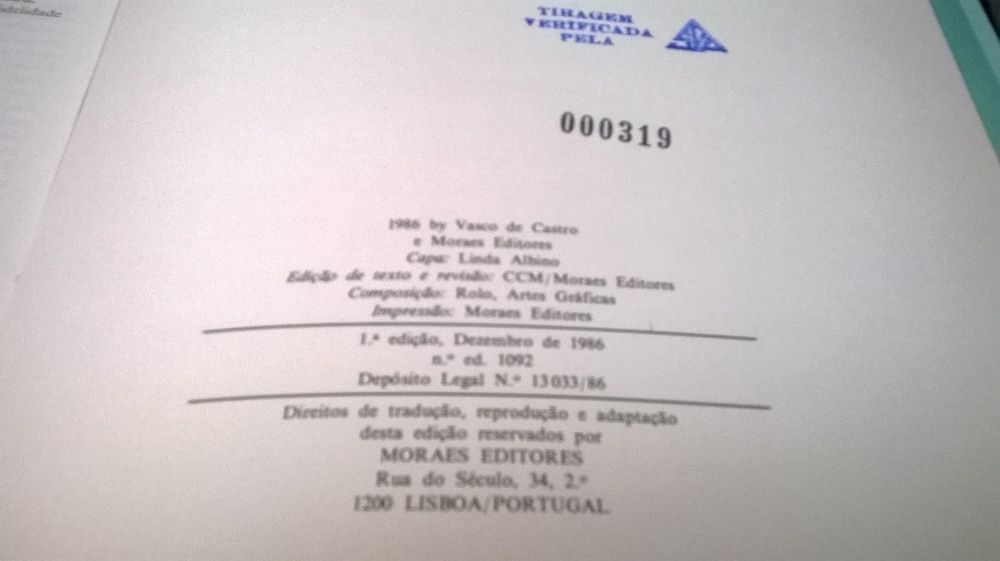 fidelidade
TIRAGEM
VERIFICADA
PELA
000319
1986 by Vasco de Castro
e Moraes Editores
Capa: Linda Albino
Edição de texto e revisão: CCM/Moraes Editores
Composição: Rolo, Artes Gráficas
Impressão: Moraes Editores
1.ª edição, Dezembro de 1986
n.º ed. 1092
Depósito Legal N.º 13 033/86
Direitos de tradução, reprodução e adaptação
desta edição reservados por
MORAES EDITORES
Rua do Século, 34, 2.º
1200 LISBOA/PORTUGAL